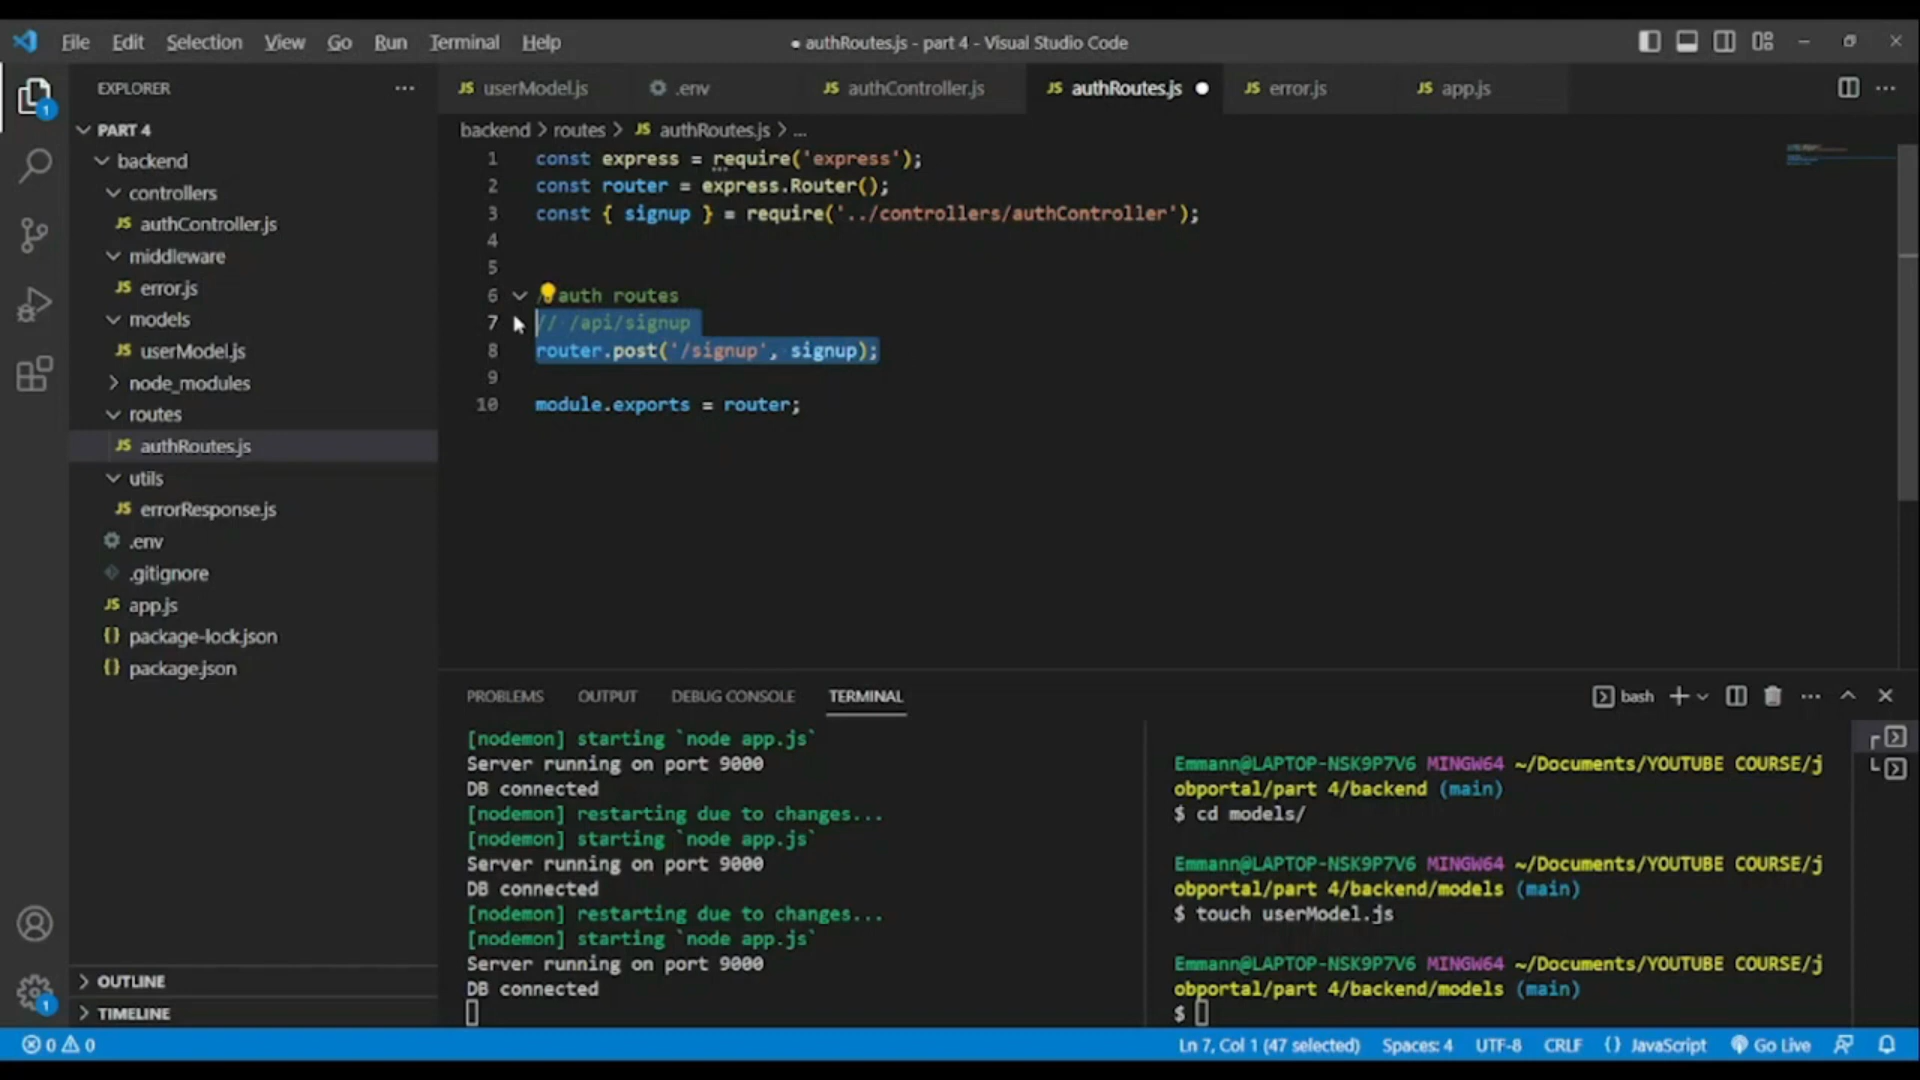 File Edit Selection View Go Run Terminal Help
● authRoutes.js - part 4 - Visual Studio Code
EXPLORER
JS userModel.js
.env
JS authController.js
JS authRoutes.js
JS error.js
JS app.js
PART 4
backend
controllers
JS authController.js
middleware
JS error.js
models
JS userModel.js
node_modules
routes
JS authRoutes.js
utils
JS errorResponse.js
.env
.gitignore
JS app.js
{} package-lock.json
{} package.json
OUTLINE
TIMELINE
1
1
backend > routes > JS authRoutes.js > ...
1 const express = require('express');
2 const router = express.Router();
3 const { signup } = require('../controllers/authController');
4
5
6 /auth routes
7 // /api/signup
8 router.post('/signup', signup);
9
10 module.exports = router;
PROBLEMS OUTPUT DEBUG CONSOLE TERMINAL
bash
[nodemon] starting `node app.js`
Server running on port 9000
DB connected
[nodemon] restarting due to changes...
[nodemon] starting `node app.js`
Server running on port 9000
DB connected
[nodemon] restarting due to changes...
[nodemon] starting `node app.js`
Server running on port 9000
DB connected
Emmann@LAPTOP-NSK9P7V6 MINGW64 ~/Documents/YOUTUBE COURSE/j
obportal/part 4/backend (main)
$ cd models/
Emmann@LAPTOP-NSK9P7V6 MINGW64 ~/Documents/YOUTUBE COURSE/j
obportal/part 4/backend/models (main)
$ touch userModel.js
Emmann@LAPTOP-NSK9P7V6 MINGW64 ~/Documents/YOUTUBE COURSE/j
obportal/part 4/backend/models (main)
$
0 0
Ln 7, Col 1 (47 selected) Spaces: 4 UTF-8 CRLF {} JavaScript Go Live